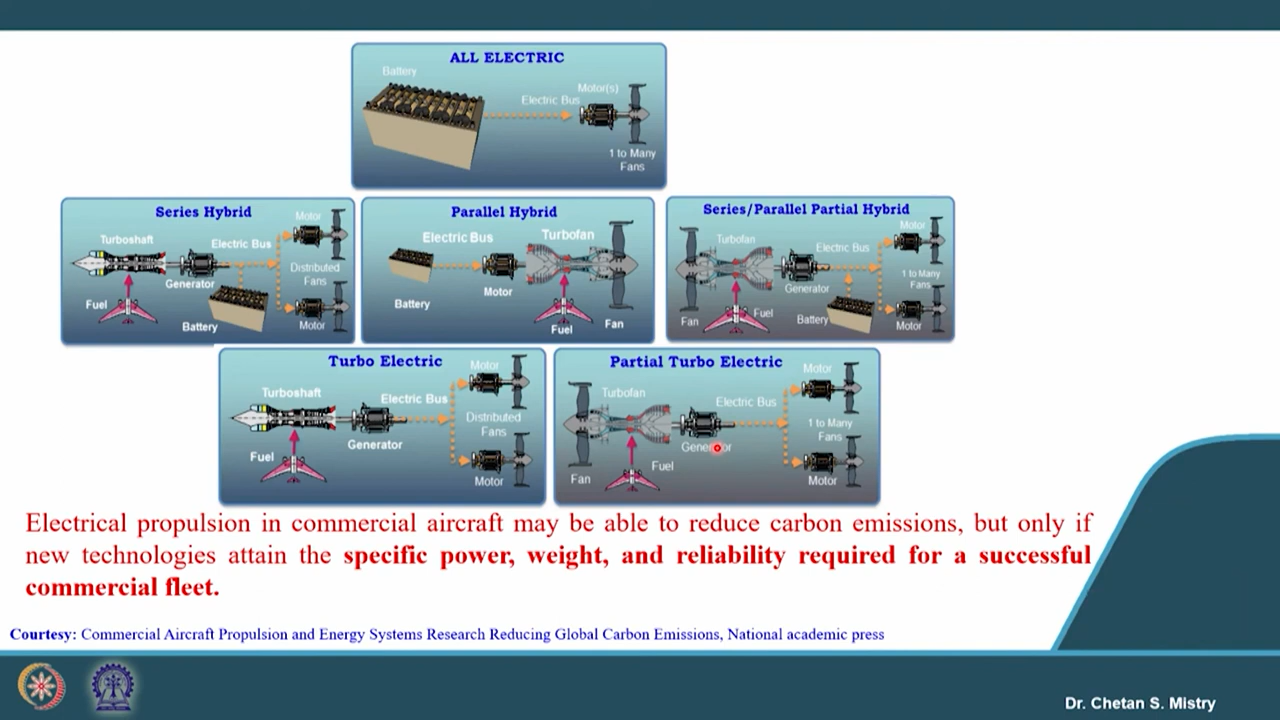 ALL ELECTRIC
Battery
Motor(s)
Electric Bus
1 to Many
Fans
Series Hybrid
Motor
Turboshaft
Electric Bus
Distributed
Fans
Generator
Fuel
Battery
Motor
Parallel Hybrid
Electric Bus
Turbofan
Motor
Battery
Fuel
Fan
Series/Parallel Partial Hybrid
Motor
Turbofan
Electric Bus
1 to Many
Fans
Generator
Fuel
Fan
Battery
Motor
Turbo Electric
Motor
Turboshaft
Electric Bus
Distributed
Fans
Generator
Fuel
Motor
Partial Turbo Electric
Motor
Turbofan
Electric Bus
1 to Many
Fans
Generator
Fuel
Fan
Motor
Electrical propulsion in commercial aircraft may be able to reduce carbon emissions, but only if
new technologies attain the specific power, weight, and reliability required for a successful
commercial fleet.
Courtesy: Commercial Aircraft Propulsion and Energy Systems Research Reducing Global Carbon Emissions, National academic press
Dr. Chetan S. Mistry